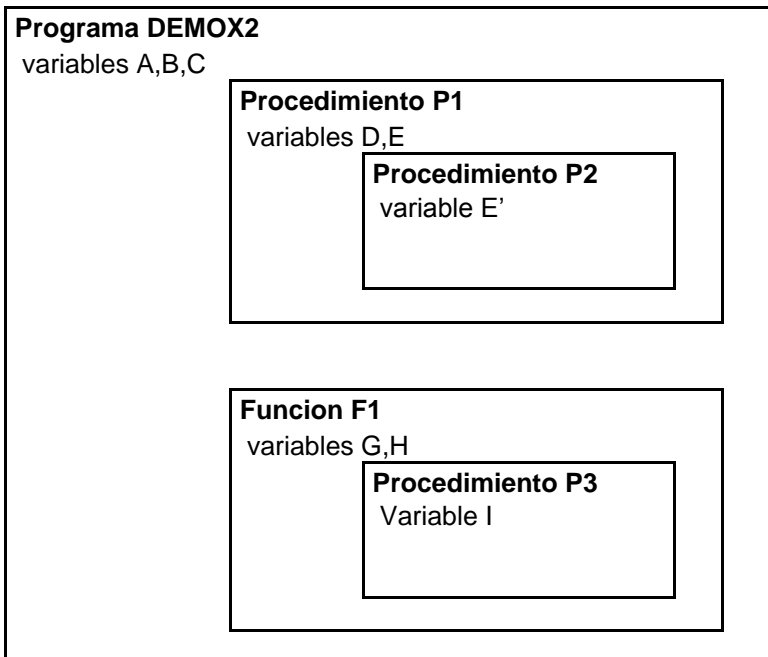 Programa DEMOX2
variables A,B,C
Procedimiento P1
variables D,E
Procedimiento P2
variable E’
Funcion F1
variables G,H
Procedimiento P3
Variable I